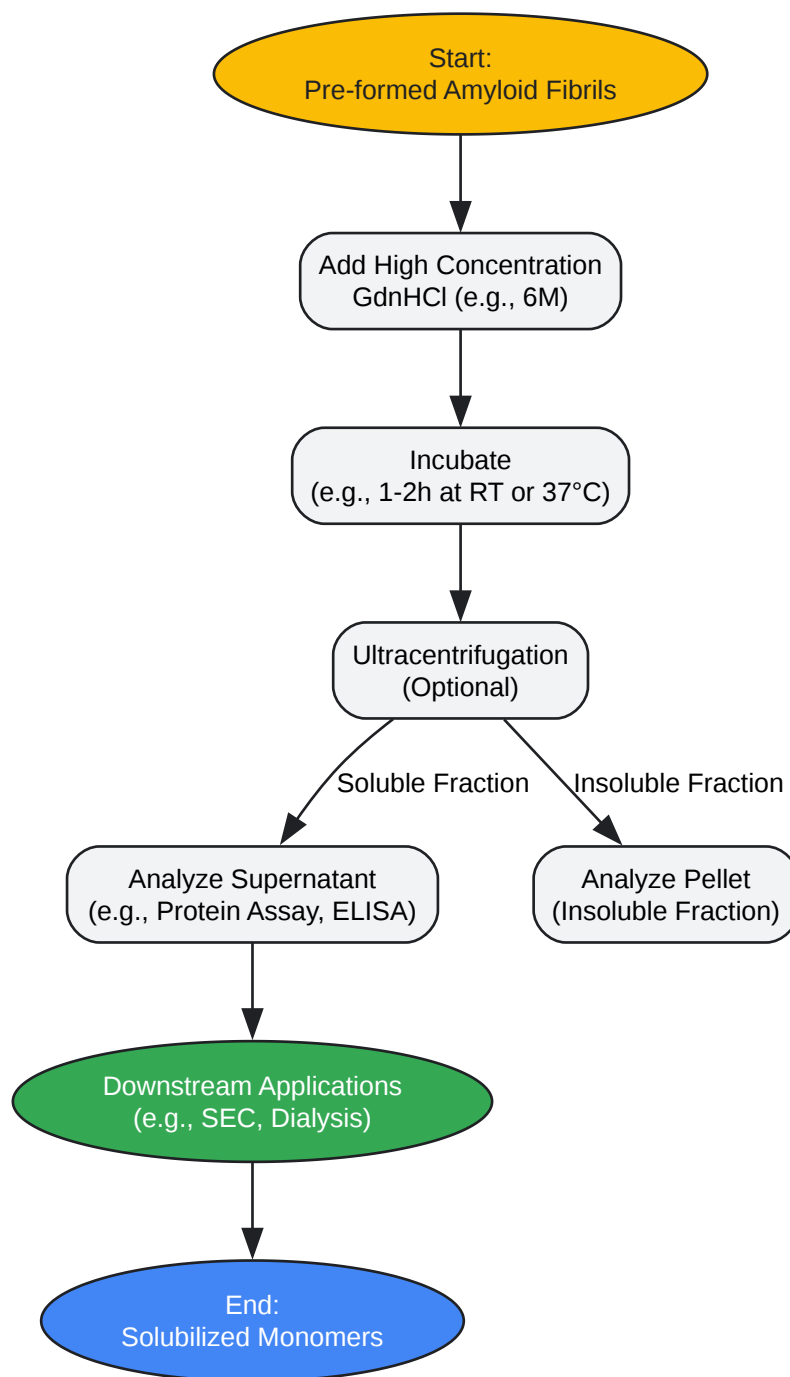 Start:
Pre-formed Amyloid Fibrils
Add High Concentration
GdnHCl (e.g., 6M)
Incubate
(e.g., 1-2h at RT or 37°C)
Ultracentrifugation
(Optional)
Soluble Fraction
Insoluble Fraction
Analyze Supernatant
(e.g., Protein Assay, ELISA)
Analyze Pellet
(Insoluble Fraction)
Downstream Applications
(e.g., SEC, Dialysis)
End:
Solubilized Monomers